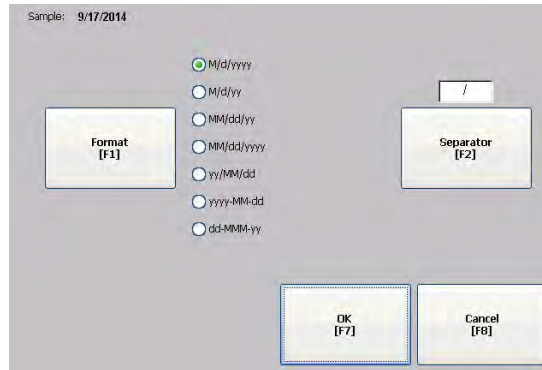 Sample: 9/17/2014
M/d/yyyy
M/d/yy
MM/dd/yy
MM/dd/yyyy
yy/MM/dd
yyyy-MM-dd
dd-MMM-yy
Format
[F1]
/
Separator
[F2]
OK
[F7]
Cancel
[F8]